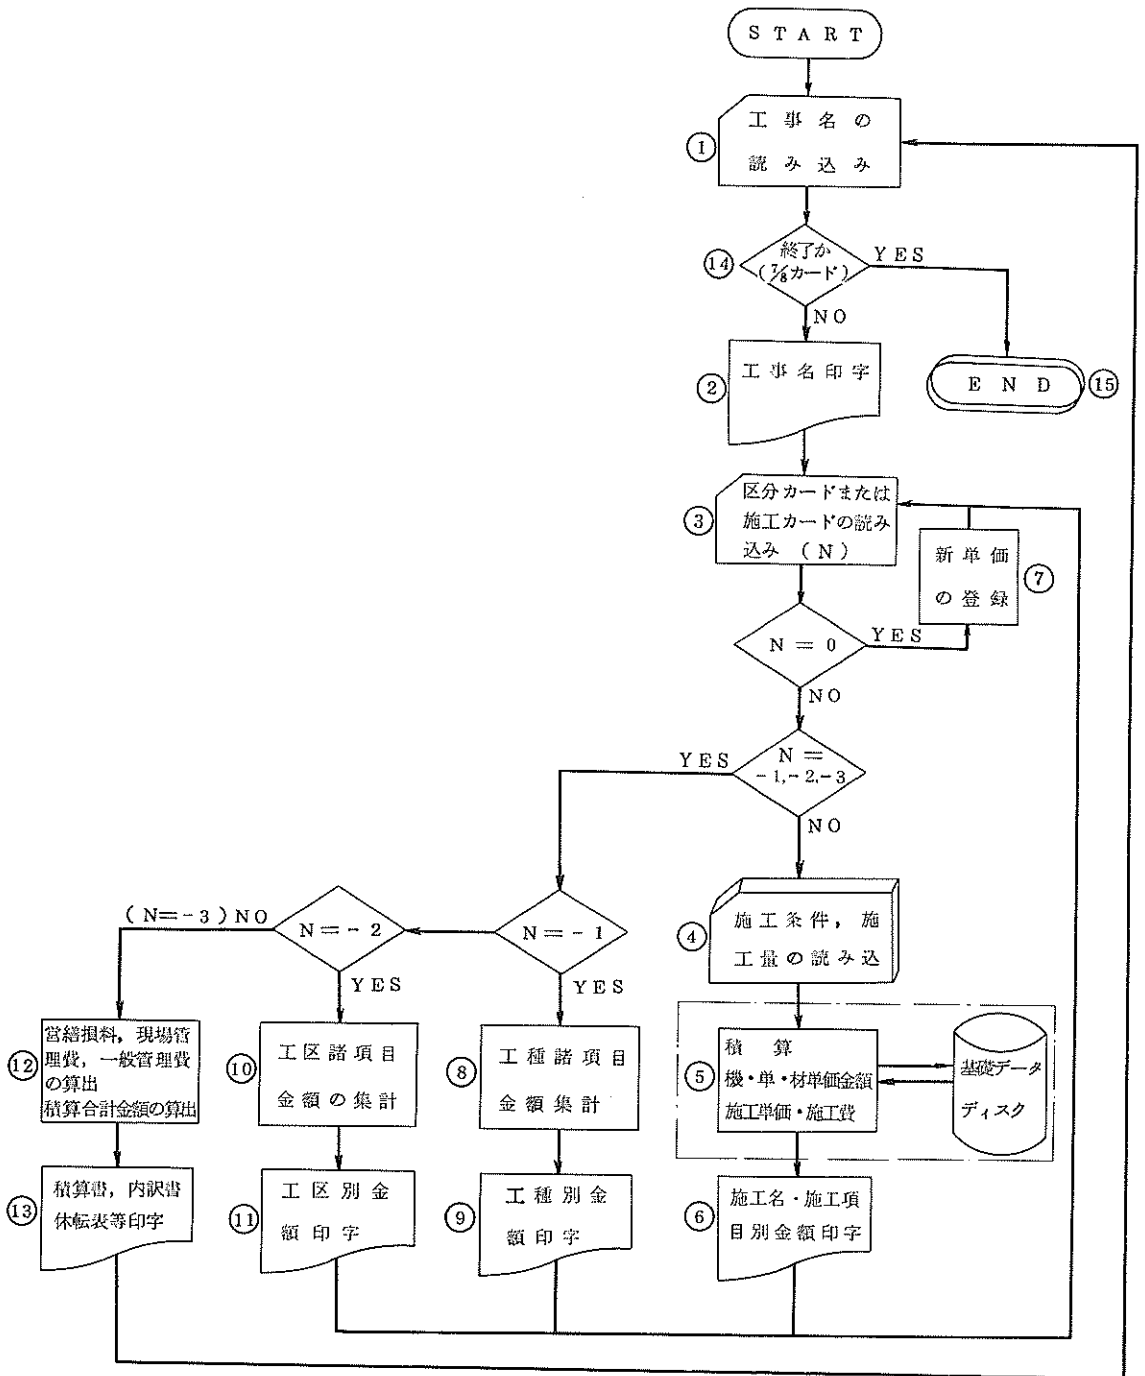 START
① 工事名の
読み込み
⑭ 終了か
(7/8カード)
YES
NO
② 工事名印字
END ⑮
③ 区分カードまたは
施工カードの読み
込み (N)
新単価
の登録
⑦
N=0
YES
NO
N=
-1,-2,-3
YES
NO
④ 施工条件,施
工量の読み込
(N=-3)NO
N=-2
N=-1
YES
YES
⑫ 営繕損料,現場管
理費,一般管理費
の算出
積算合計金額の算出
⑩ 工区諸項目
金額の集計
⑧ 工種諸項目
金額集計
⑤ 積算
機・単・材単価金額
施工単価・施工費
基礎データ
ディスク
⑬ 積算書,内訳書
休転表等印字
⑪ 工区別金
額印字
⑨ 工種別金
額印字
⑥ 施工名・施工項
目別金額印字